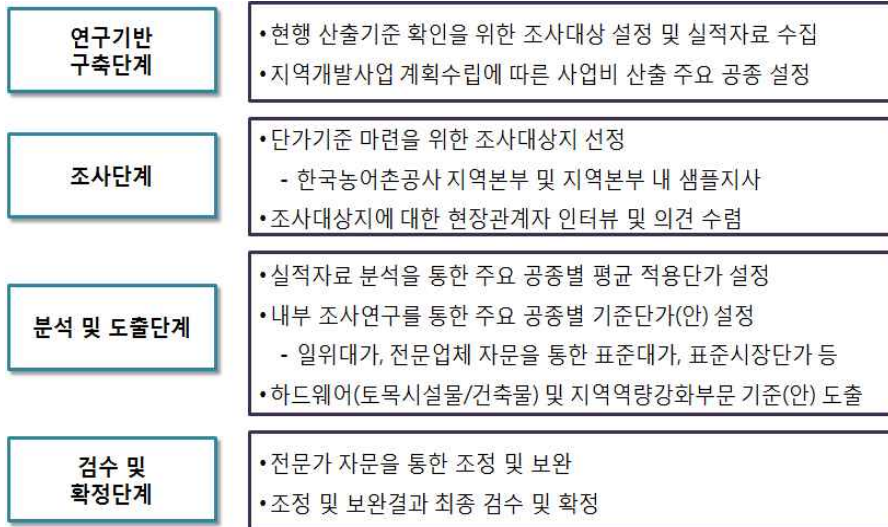 연구기반
구축단계
•현행 산출기준 확인을 위한 조사대상 설정 및 실적자료 수집
•지역개발사업 계획수립에 따른 사업비 산출 주요 공종 설정
조사단계
•단가기준 마련을 위한 조사대상지 선정
- 한국농어촌공사 지역본부 및 지역본부 내 샘플지사
•조사대상지에 대한 현장관계자 인터뷰 및 의견 수렴
분석 및 도출단계
•실적자료 분석을 통한 주요 공종별 평균 적용단가 설정
•내부 조사연구를 통한 주요 공종별 기준단가(안) 설정
- 일위대가, 전문업체 자문을 통한 표준대가, 표준시장단가 등
•하드웨어(토목시설물/건축물) 및 지역역량강화부문 기준(안) 도출
검수 및
확정단계
•전문가 자문을 통한 조정 및 보완
•조정 및 보완결과 최종 검수 및 확정